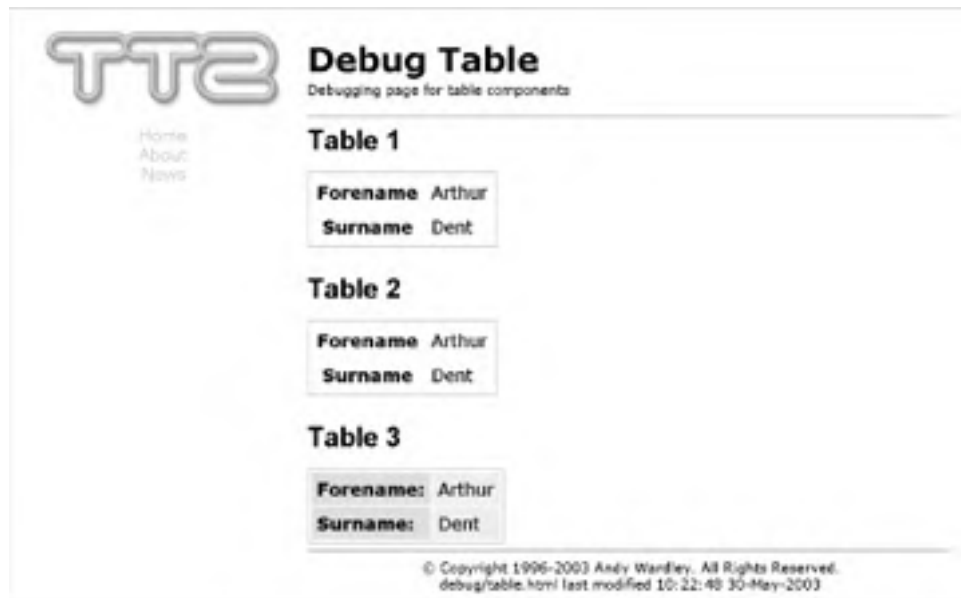 TT2
Debug Table
Debugging page for table components
Home
About
News
Table 1
Forename Arthur
Surname Dent
Table 2
Forename Arthur
Surname Dent
Table 3
Forename: Arthur
Surname: Dent
© Copyright 1996-2003 Andy Wardley. All Rights Reserved.
debug/table.html last modified 10:22:48 30-May-2003